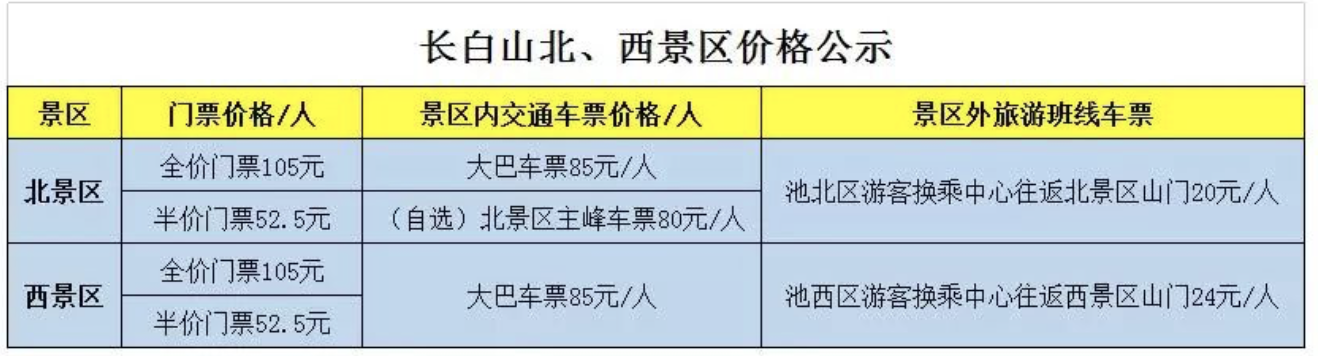 长白山北、西景区价格公示
景区 门票价格/人 景区内交通车票价格/人 景区外旅游班线车票
北景区 全价门票105元 大巴车票85元/人 池北区游客换乘中心往返北景区山门20元/人
半价门票52.5元 （自选）北景区主峰车票80元/人
西景区 全价门票105元 大巴车票85元/人 池西区游客换乘中心往返西景区山门24元/人
半价门票52.5元